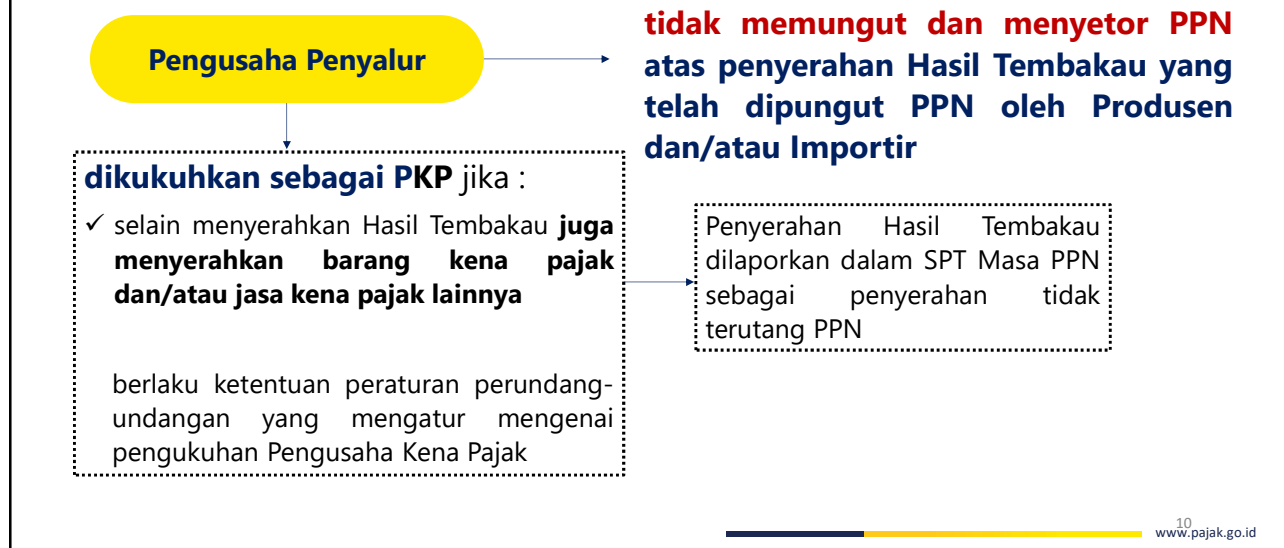 Pengusaha Penyalur
tidak memungut dan menyetor PPN
atas penyerahan Hasil Tembakau yang
telah dipungut PPN oleh Produsen
dan/atau Importir
dikukuhkan sebagai PKP jika :
✓ selain menyerahkan Hasil Tembakau juga
menyerahkan barang kena pajak
dan/atau jasa kena pajak lainnya
berlaku ketentuan peraturan perundang-
undangan yang mengatur mengenai
pengukuhan Pengusaha Kena Pajak
Penyerahan Hasil Tembakau
dilaporkan dalam SPT Masa PPN
sebagai penyerahan tidak
terutang PPN
10
www.pajak.go.id